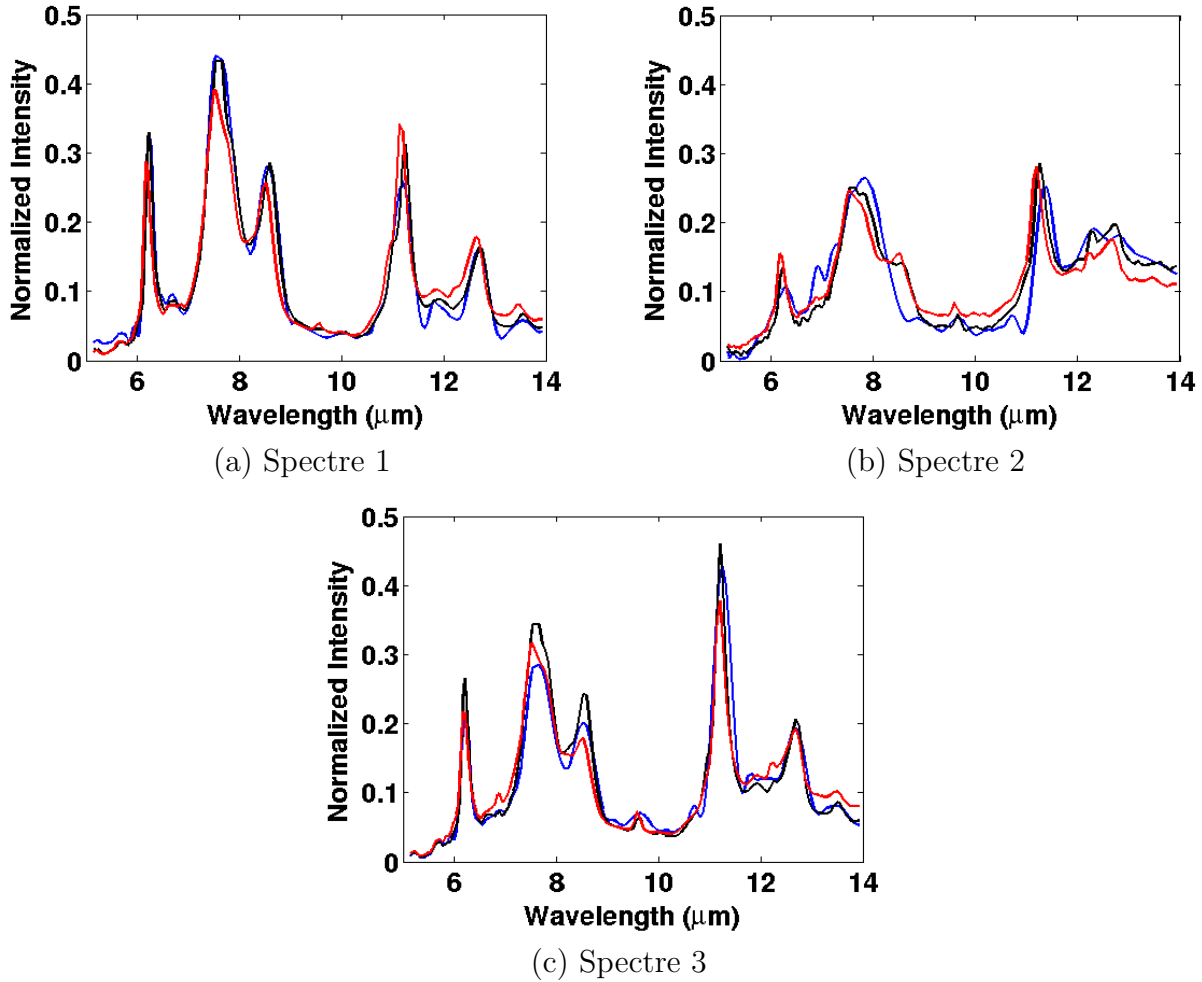 0.5
0.4
0.3
0.2
0.1
0
Normalized Intensity
6 8 10 12 14
Wavelength (μm)
(a) Spectre 1
0.5
0.4
0.3
0.2
0.1
0
Normalized Intensity
6 8 10 12 14
Wavelength (μm)
(b) Spectre 2
0.5
0.4
0.3
0.2
0.1
0
Normalized Intensity
6 8 10 12 14
Wavelength (μm)
(c) Spectre 3